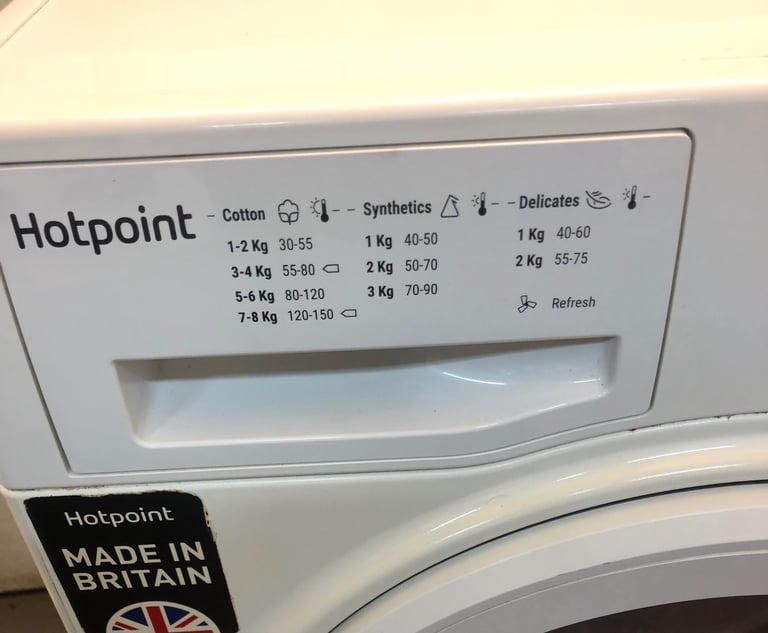 Hotpoint
Cotton
1-2 Kg 30-55
3-4 Kg 55-80
5-6 Kg 80-120
7-8 Kg 120-150
Synthetics
1 Kg 40-50
2 Kg 50-70
3 Kg 70-90
Delicates
1 Kg 40-60
2 Kg 55-75
Refresh
Hotpoint
MADE IN
BRITAIN